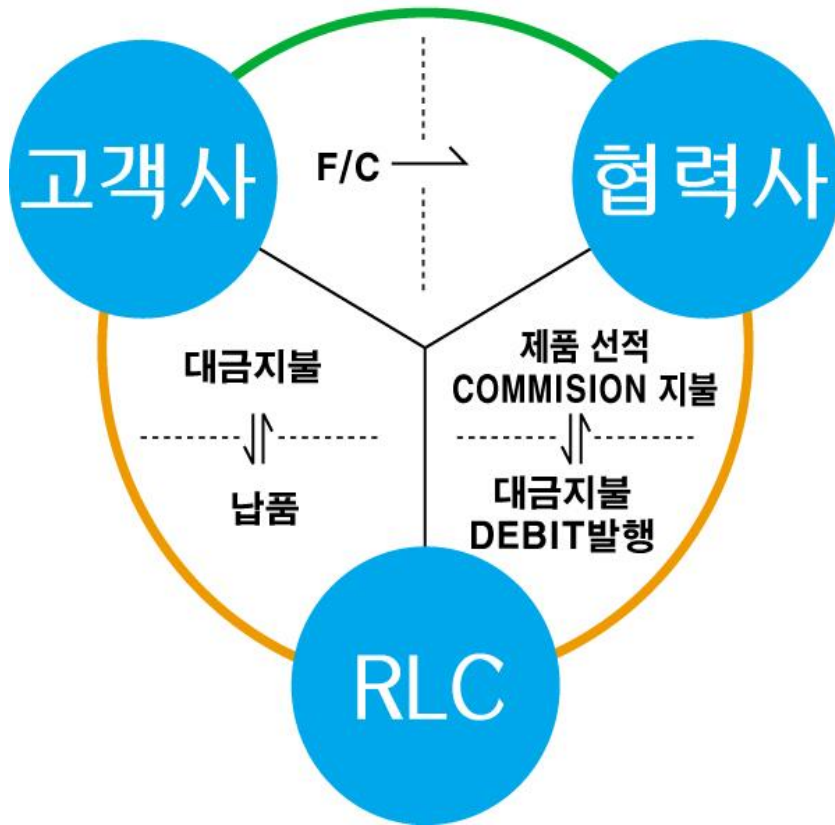 고객사
협력사
F/C
대금지불
납품
제품 선적
COMMISION 지불
대금지불
DEBIT발행
RLC